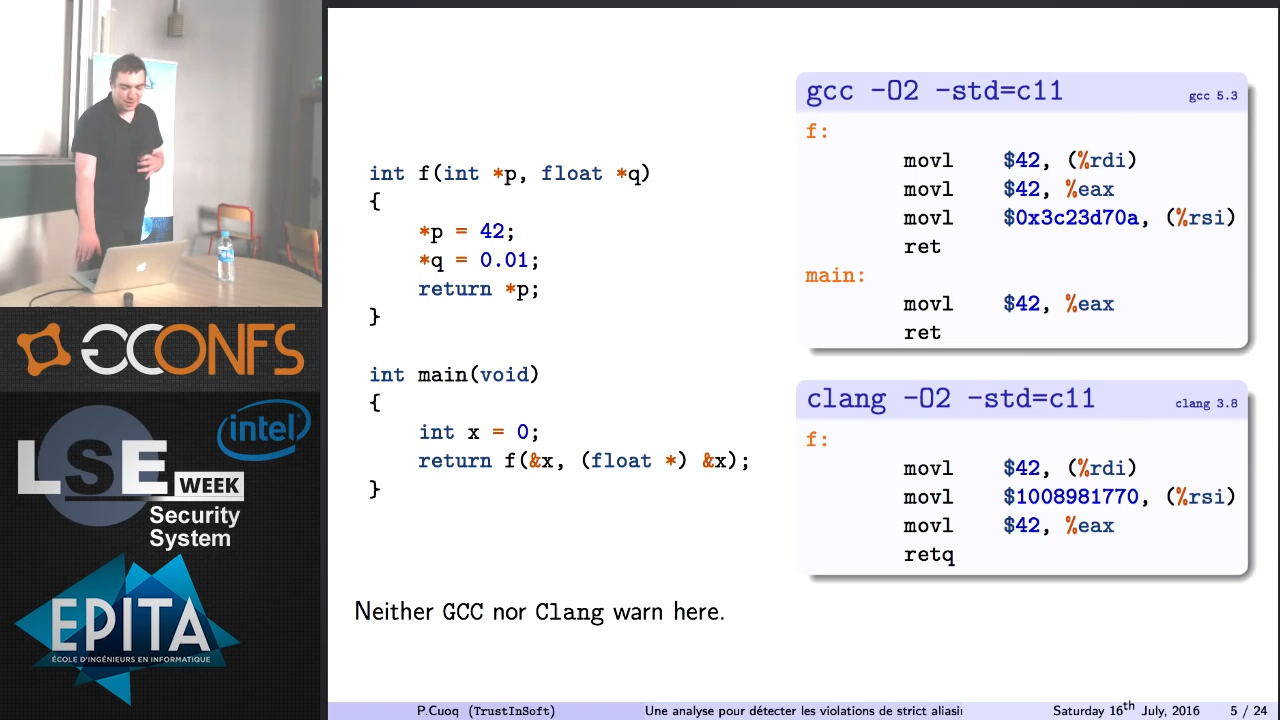 int f(int *p, float *q)
{
    *p = 42;
    *q = 0.01;
    return *p;
}
int main(void)
{
    int x = 0;
    return f(&x, (float *) &x);
}
Neither GCC nor Clang warn here.
gcc -O2 -std=c11 gcc 5.3
f:
movl $42, (%rdi)
movl $42, %eax
movl $0x3c23d70a, (%rsi)
ret
main:
movl $42, %eax
ret
clang -O2 -std=c11 clang 3.8
f:
movl $42, (%rdi)
movl $1008981770, (%rsi)
movl $42, %eax
retq
P.Cuoq (TrustInSoft) Une analyse pour détecter les violations de strict aliasi Saturday 16th July, 2016 5 / 24
GCONFS
intel
LSE
WEEK
Security
System
EPITA
ÉCOLE D'INGÉNIEURS EN INFORMATIQUE